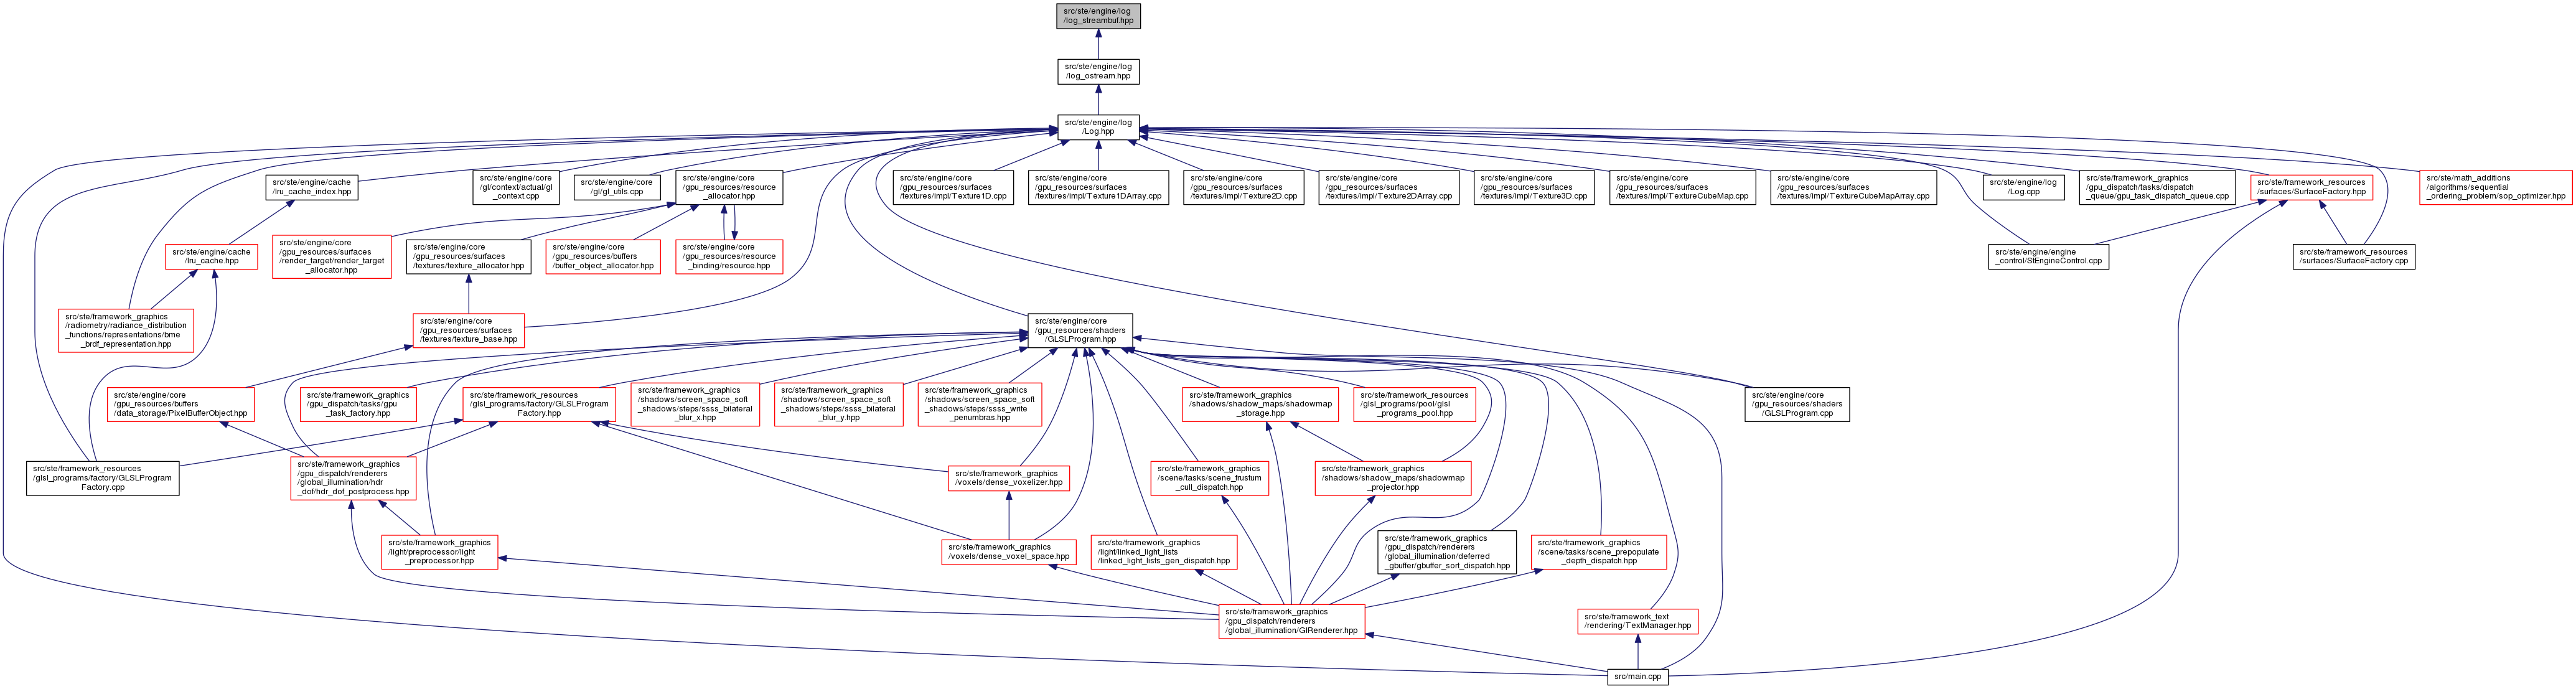 src/ste/engine/log
/log_streambuf.hpp
src/ste/engine/log
/log_ostream.hpp
src/ste/engine/log
/Log.hpp
src/ste/engine/cache
/lru_cache_index.hpp
src/ste/engine/core
/gl/context/actual/gl
_context.cpp
src/ste/engine/core
/gl/gl_utils.cpp
src/ste/engine/core
/gpu_resources/resource
_allocator.hpp
src/ste/engine/core
/gpu_resources/surfaces
/textures/impl/Texture1D.cpp
src/ste/engine/core
/gpu_resources/surfaces
/textures/impl/Texture1DArray.cpp
src/ste/engine/core
/gpu_resources/surfaces
/textures/impl/Texture2D.cpp
src/ste/engine/core
/gpu_resources/surfaces
/textures/impl/Texture2DArray.cpp
src/ste/engine/core
/gpu_resources/surfaces
/textures/impl/Texture3D.cpp
src/ste/engine/core
/gpu_resources/surfaces
/textures/impl/TextureCubeMap.cpp
src/ste/engine/core
/gpu_resources/surfaces
/textures/impl/TextureCubeMapArray.cpp
src/ste/engine/log
/Log.cpp
src/ste/framework_graphics
/gpu_dispatch/tasks/dispatch
_queue/gpu_task_dispatch_queue.cpp
src/ste/framework_resources
/surfaces/SurfaceFactory.hpp
src/ste/math_additions
/algorithms/sequential
_ordering_problem/sop_optimizer.hpp
src/ste/engine/cache
/lru_cache.hpp
src/ste/engine/core
/gpu_resources/surfaces
/render_target/render_target
_allocator.hpp
src/ste/engine/core
/gpu_resources/surfaces
/textures/texture_allocator.hpp
src/ste/engine/core
/gpu_resources/buffers
/buffer_object_allocator.hpp
src/ste/engine/core
/gpu_resources/resource
_binding/resource.hpp
src/ste/engine/engine
_control/StEngineControl.cpp
src/ste/framework_resources
/surfaces/SurfaceFactory.cpp
src/ste/framework_graphics
/radiometry/radiance_distribution
_functions/representations/bme
_brdf_representation.hpp
src/ste/engine/core
/gpu_resources/surfaces
/textures/texture_base.hpp
src/ste/engine/core
/gpu_resources/shaders
/GLSLProgram.hpp
src/ste/engine/core
/gpu_resources/buffers
/data_storage/PixelBufferObject.hpp
src/ste/framework_graphics
/gpu_dispatch/tasks/gpu
_task_factory.hpp
src/ste/framework_resources
/glsl_programs/factory/GLSLProgram
Factory.hpp
src/ste/framework_graphics
/shadows/screen_space_soft
_shadows/steps/ssss_bilateral
_blur_x.hpp
src/ste/framework_graphics
/shadows/screen_space_soft
_shadows/steps/ssss_bilateral
_blur_y.hpp
src/ste/framework_graphics
/shadows/screen_space_soft
_shadows/steps/ssss_write
_penumbras.hpp
src/ste/framework_graphics
/shadows/shadow_maps/shadowmap
_storage.hpp
src/ste/framework_resources
/glsl_programs/pool/glsl
_programs_pool.hpp
src/ste/engine/core
/gpu_resources/shaders
/GLSLProgram.cpp
src/ste/framework_resources
/glsl_programs/factory/GLSLProgram
Factory.cpp
src/ste/framework_graphics
/gpu_dispatch/renderers
/global_illumination/hdr
_dof/hdr_dof_postprocess.hpp
src/ste/framework_graphics
/voxels/dense_voxelizer.hpp
src/ste/framework_graphics
/scene/tasks/scene_frustum
_cull_dispatch.hpp
src/ste/framework_graphics
/shadows/shadow_maps/shadowmap
_projector.hpp
src/ste/framework_graphics
/light/preprocessor/light
_preprocessor.hpp
src/ste/framework_graphics
/voxels/dense_voxel_space.hpp
src/ste/framework_graphics
/light/linked_light_lists
/linked_light_lists_gen_dispatch.hpp
src/ste/framework_graphics
/gpu_dispatch/renderers
/global_illumination/deferred
_gbuffer/gbuffer_sort_dispatch.hpp
src/ste/framework_graphics
/scene/tasks/scene_prepopulate
_depth_dispatch.hpp
src/ste/framework_graphics
/gpu_dispatch/renderers
/global_illumination/GIRenderer.hpp
src/ste/framework_text
/rendering/TextManager.hpp
src/main.cpp